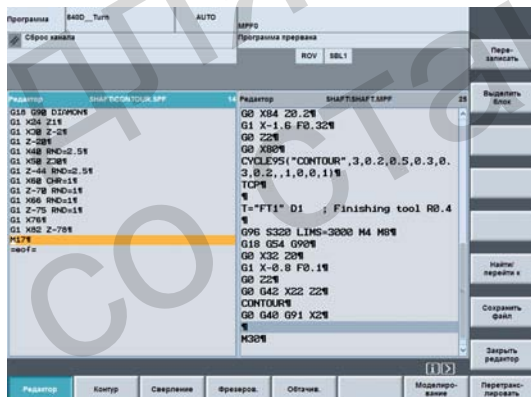 Программа
840D__Turn
AUTO
MPF0
Сброс канала
Программа прервана
ROV SBL1
Редактор SHAFT\CONTOUR.SPF 14
G18 G90 DIAMON¶
G1 X24 Z1¶
G1 X30 Z-2¶
G1 Z-20¶
G1 X40 RND=2.5¶
G1 X50 Z30¶
G1 Z-44 RND=2.5¶
G1 X60 CHR=1¶
G1 Z-70 RND=1¶
G1 X66 RND=1¶
G1 Z-75 RND=1¶
G1 X76¶
G1 X82 Z-78¶
M17¶
=eof=
Редактор SHAFT\SHAFT.MPF 25
G0 X84 Z0.2¶
G1 X-1.6 F0.32¶
G0 Z2¶
G0 X80¶
CYCLE95("CONTOUR",3,0.2,0.5,0.3,0.
3,0.2,,1,0,0,1)¶
TCP¶
¶
T="FT1" D1 ; Finishing tool R0.4
¶
G96 S320 LIMS=3000 M4 M8¶
G18 G54 G90¶
G0 X32 Z0¶
G1 X-0.8 F0.1¶
G0 Z2¶
G0 G42 X22 Z2¶
CONTOUR¶
G0 G40 G91 X2¶
¶
M30¶
Пере-
записать
Выделить
блок
Найти/
перейти к
Сохранить
файл
Закрыть
редактор
Редактор
Контур
Сверление
Фрезеров.
Обтачив.
Моделиро-
вание
Перетранс-
лировать
СО СТА